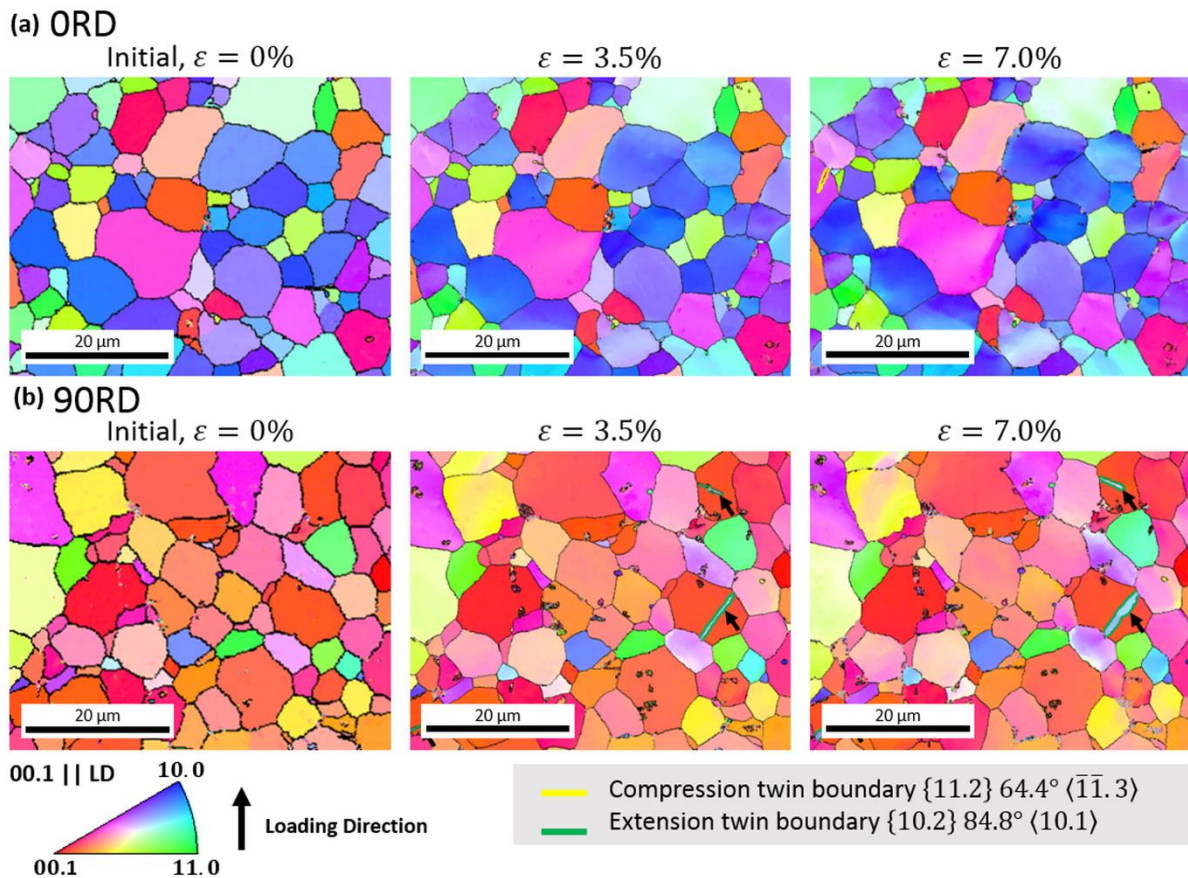 (a) 0RD
Initial, ε = 0%
ε = 3.5%
ε = 7.0%
20 µm
20 µm
20 µm
(b) 90RD
Initial, ε = 0%
ε = 3.5%
ε = 7.0%
20 µm
20 µm
20 µm
00.1 || LD
10.0
00.1
11.0
Loading Direction
Compression twin boundary {11.2} 64.4° ⟨1̅1̅.3⟩
Extension twin boundary {10.2} 84.8° ⟨10.1⟩